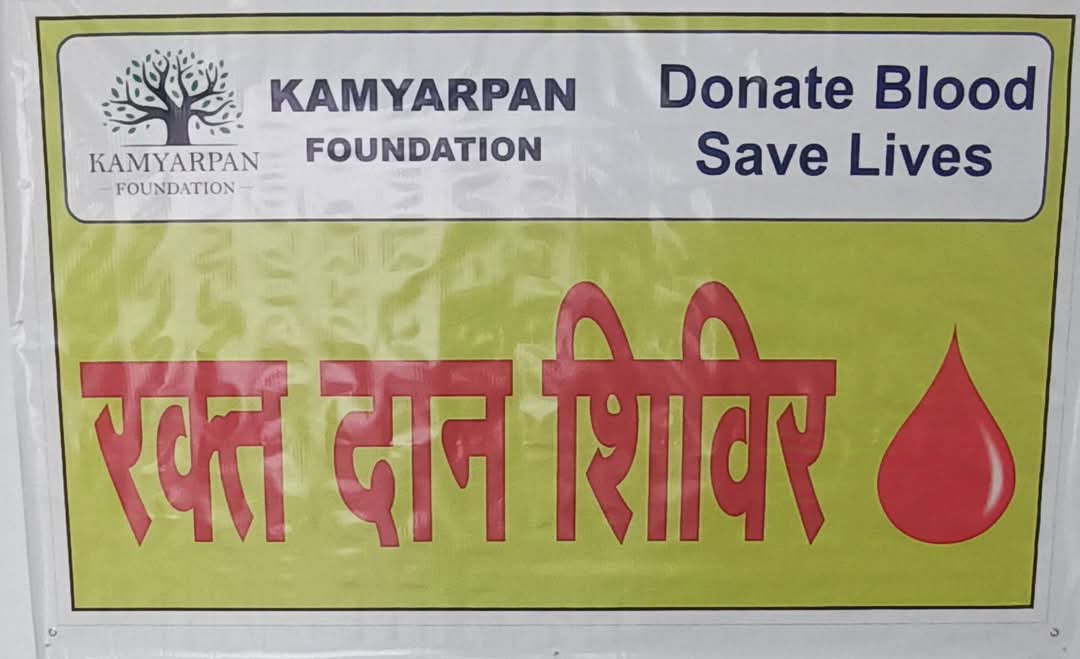 KAMYARPAN
FOUNDATION
KAMYARPAN
FOUNDATION
Donate Blood
Save Lives
रक्त दान शिविर